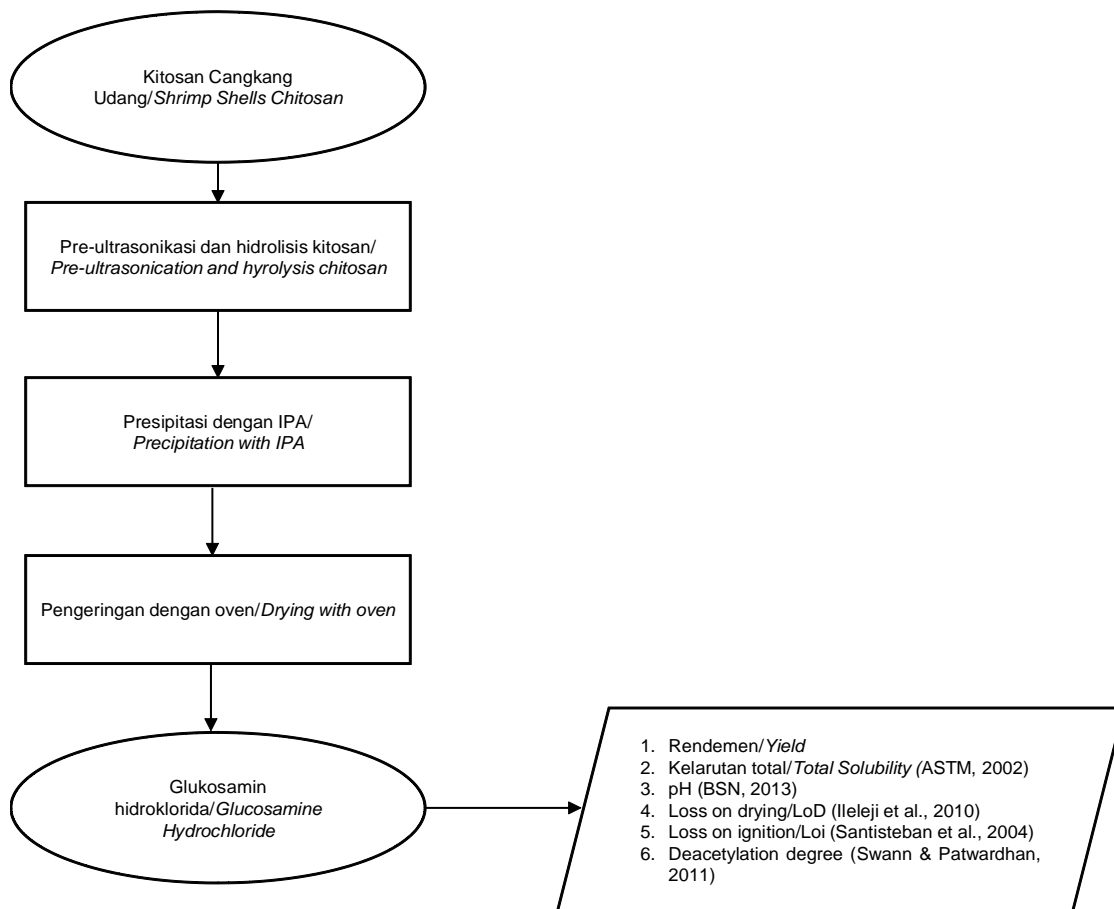 Kitosan Cangkang
Udang/Shrimp Shells Chitosan
Pre-ultrasonikasi dan hidrolisis kitosan/
Pre-ultrasonication and hyrolysis chitosan
Presipitasi dengan IPA/
Precipitation with IPA
Pengeringan dengan oven/Drying with oven
Glukosamin
hidroklorida/Glucosamine
Hydrochloride
1. Rendemen/Yield
2. Kelarutan total/Total Solubility (ASTM, 2002)
3. pH (BSN, 2013)
4. Loss on drying/LoD (Ileleji et al., 2010)
5. Loss on ignition/Loi (Santisteban et al., 2004)
6. Deacetylation degree (Swann & Patwardhan,
2011)